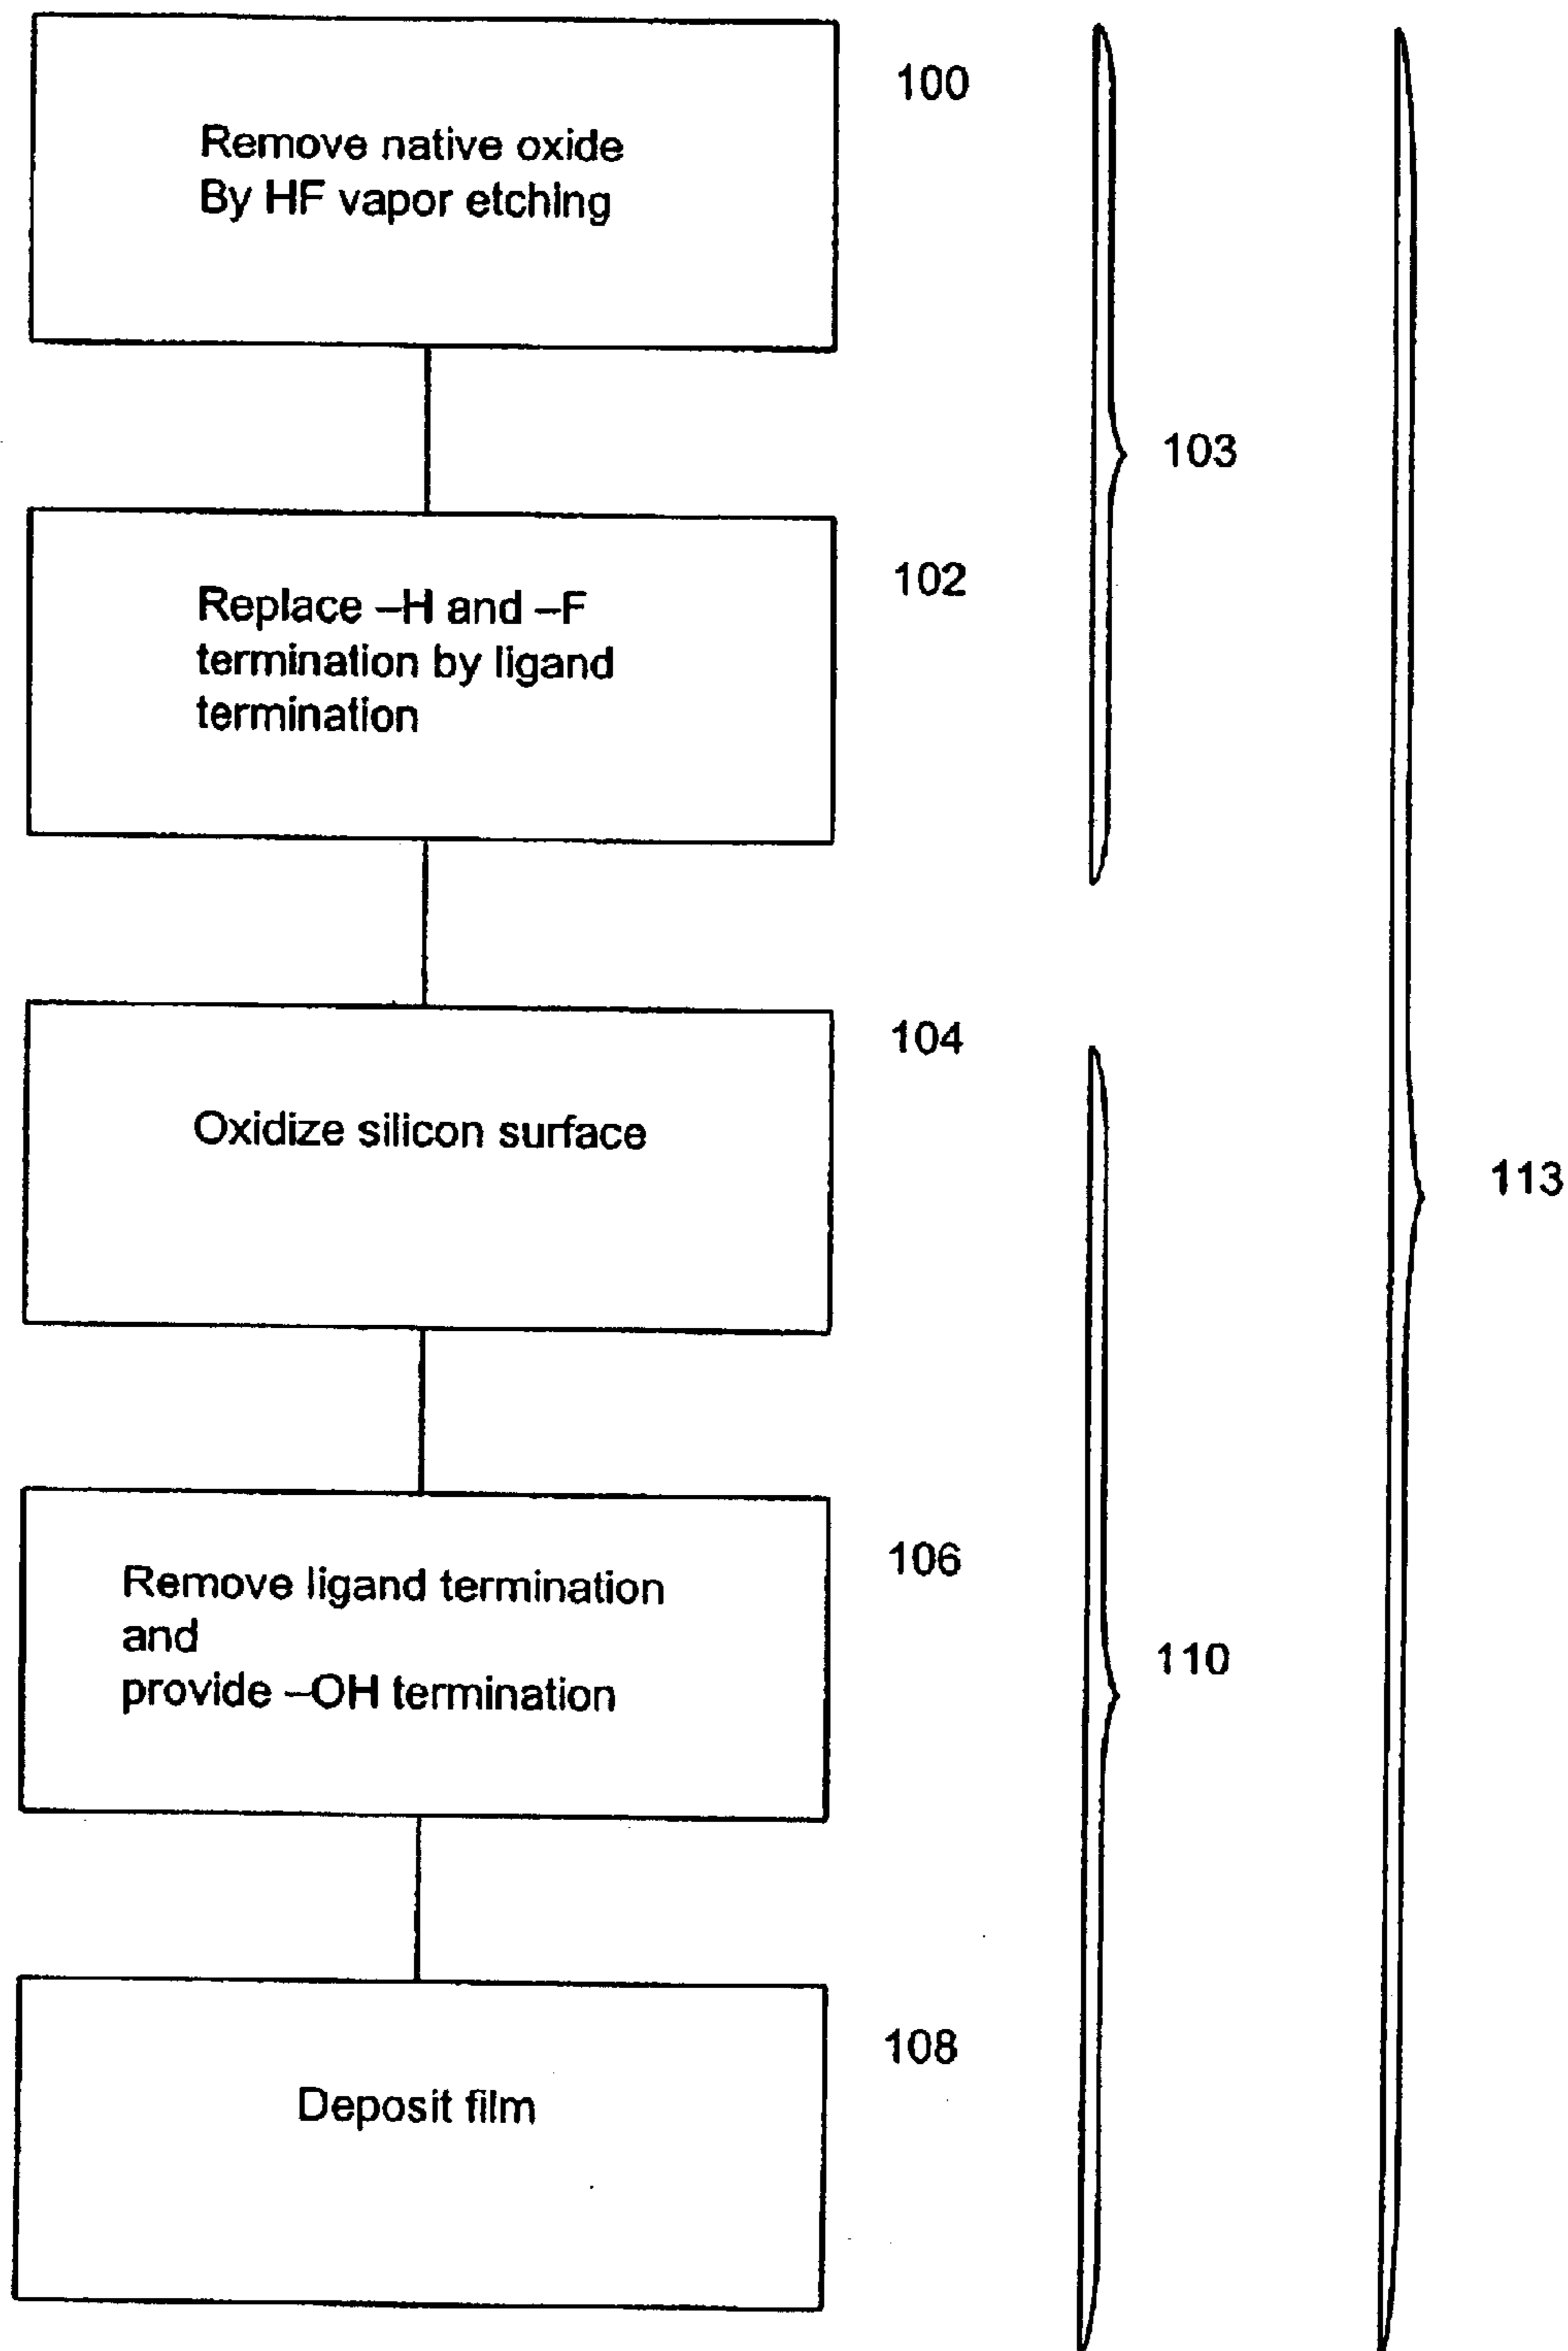 100
Remove native oxide
By HF vapor etching
103
102
Replace –H and –F
termination by ligand
termination
104
Oxidize silicon surface
113
106
Remove ligand termination
and
provide –OH termination
110
108
Deposit film